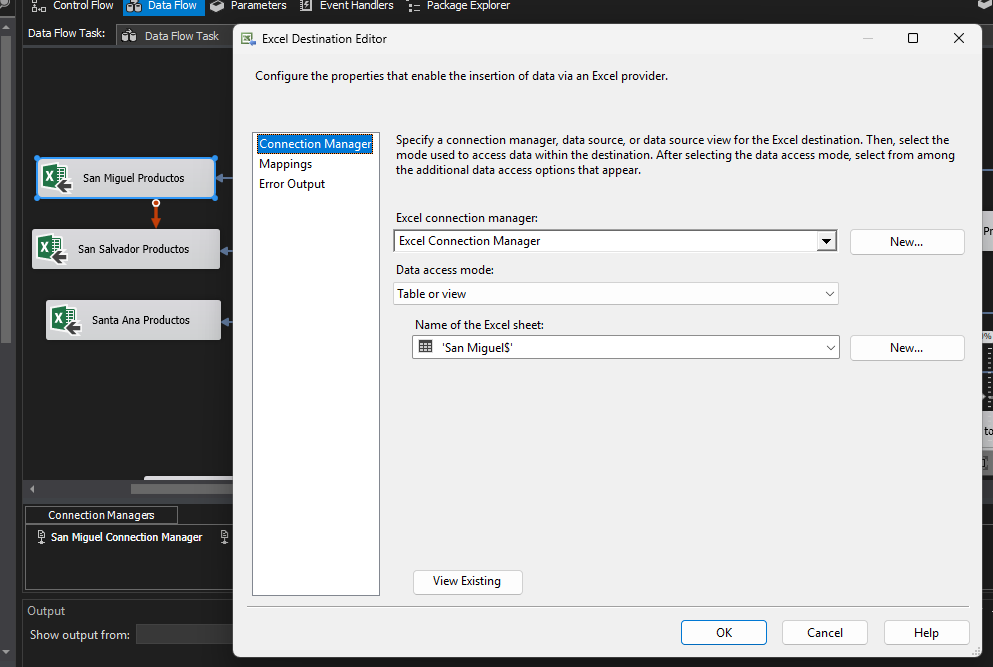 Control Flow
Data Flow
Parameters
Event Handlers
Package Explorer
Data Flow Task:
Data Flow Task
San Miguel Productos
San Salvador Productos
Santa Ana Productos
Connection Managers
San Miguel Connection Manager
Output
Show output from:
Excel Destination Editor
Configure the properties that enable the insertion of data via an Excel provider.
Connection Manager
Mappings
Error Output
Specify a connection manager, data source, or data source view for the Excel destination. Then, select the
mode used to access data within the destination. After selecting the data access mode, select from among
the additional data access options that appear.
Excel connection manager:
Excel Connection Manager
New...
Data access mode:
Table or view
Name of the Excel sheet:
'San Miguel$'
New...
View Existing
OK
Cancel
Help
Pr
%
to